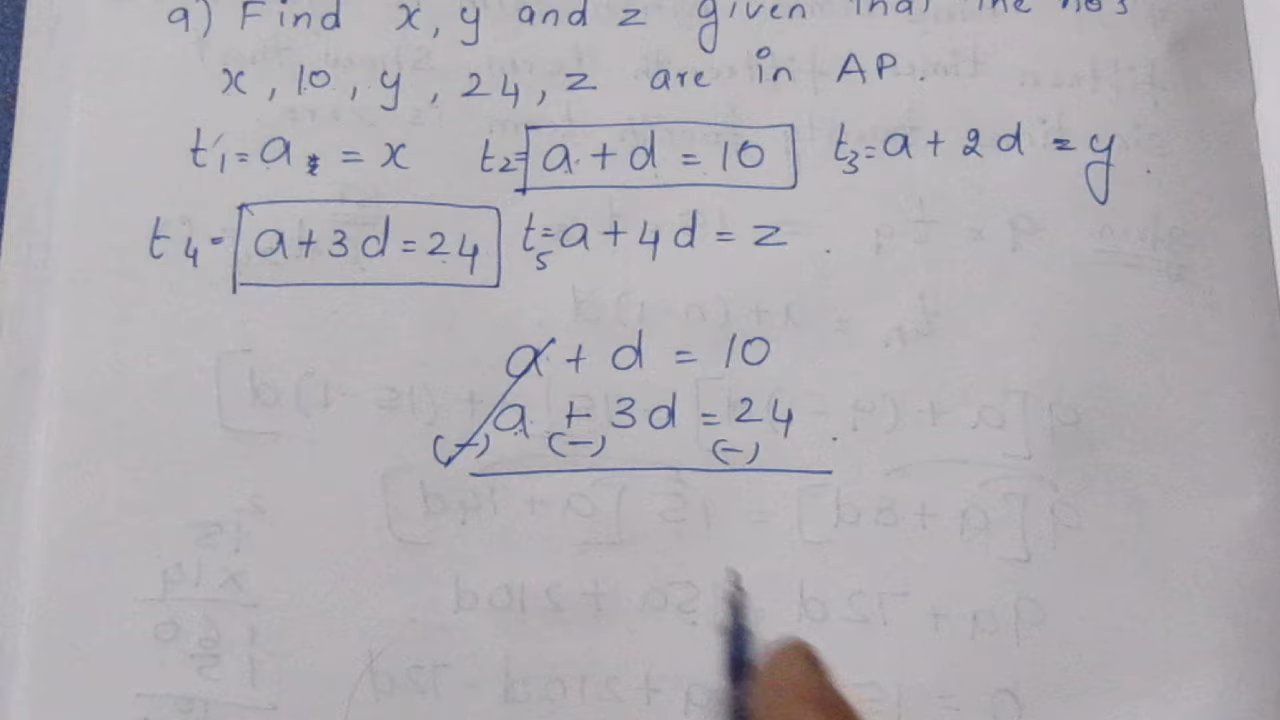 9) Find x, y and z given that the no's
x, 10, y, 24, z are in AP.
t1 = a = x t2 = a + d = 10 t3 = a + 2d = y.
t4 = a + 3d = 24 t5 = a + 4d = z.
a + d = 10
a + 3d = 24.
(-) (-) (-)